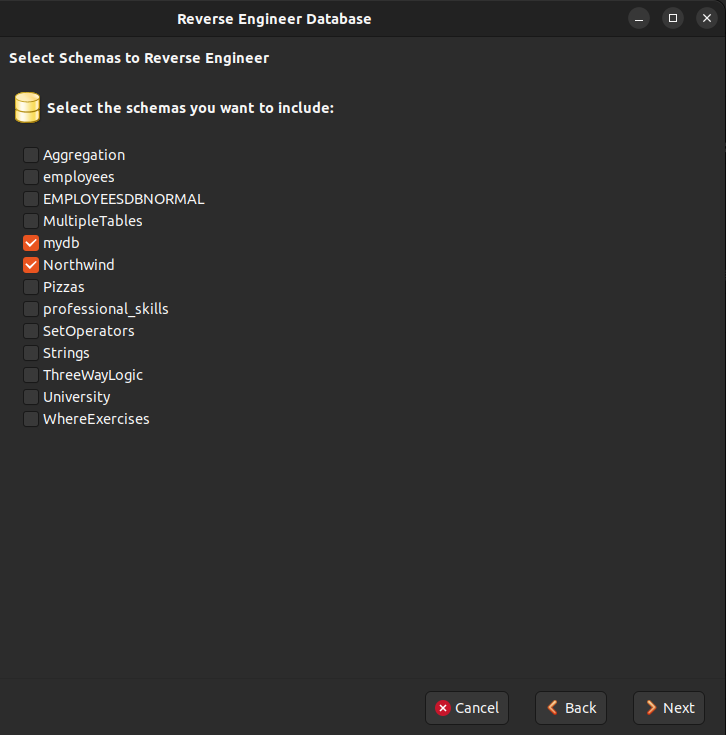 Reverse Engineer Database
Select Schemas to Reverse Engineer
Select the schemas you want to include:
Aggregation
employees
EMPLOYEESDBNORMAL
MultipleTables
mydb
Northwind
Pizzas
professional_skills
SetOperators
Strings
ThreeWayLogic
University
WhereExercises
Cancel Back Next